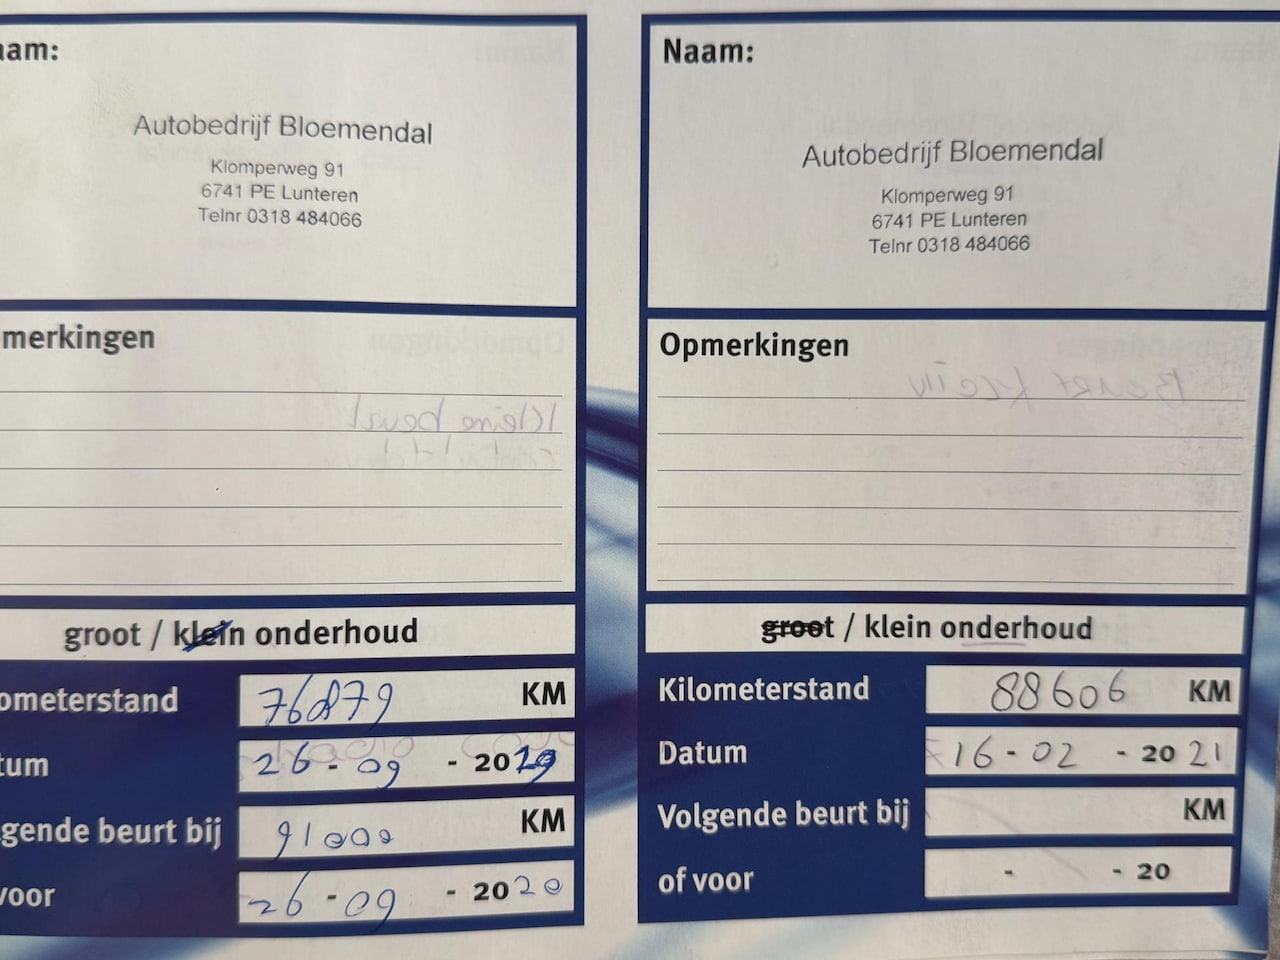 aam:
Autobedrijf Bloemendal
Klomperweg 91
6741 PE Lunteren
Telnr 0318 484066
merkingen
groot / klein onderhoud
ometerstand 76879 KM
tum 26 - 09 - 2019
gende beurt bij 91000 KM
voor 26 - 09 - 2020
Naam:
Autobedrijf Bloemendal
Klomperweg 91
6741 PE Lunteren
Telnr 0318 484066
Opmerkingen
groot / klein onderhoud
Kilometerstand 88606 KM
Datum 16 - 02 - 2021
Volgende beurt bij KM
of voor - - 20